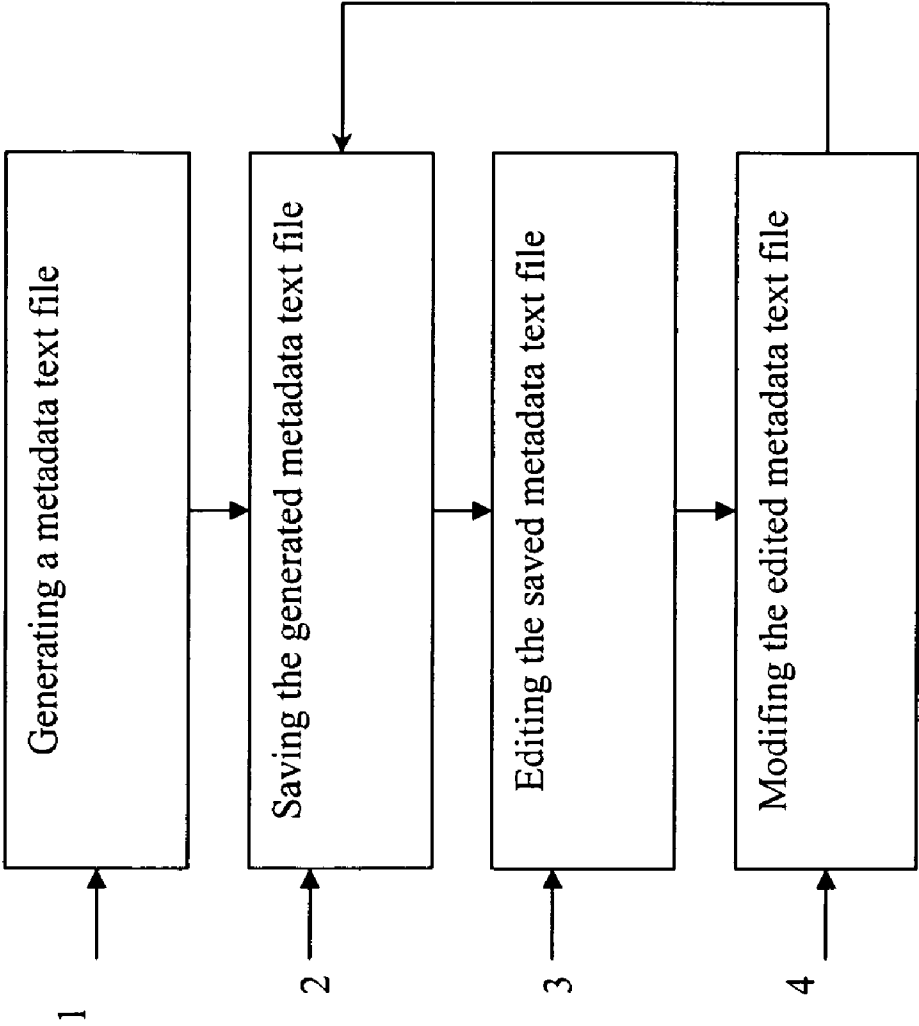 1
Generating a metadata text file
2
Saving the generated metadata text file
3
Editing the saved metadata text file
4
Modifing the edited metadata text file